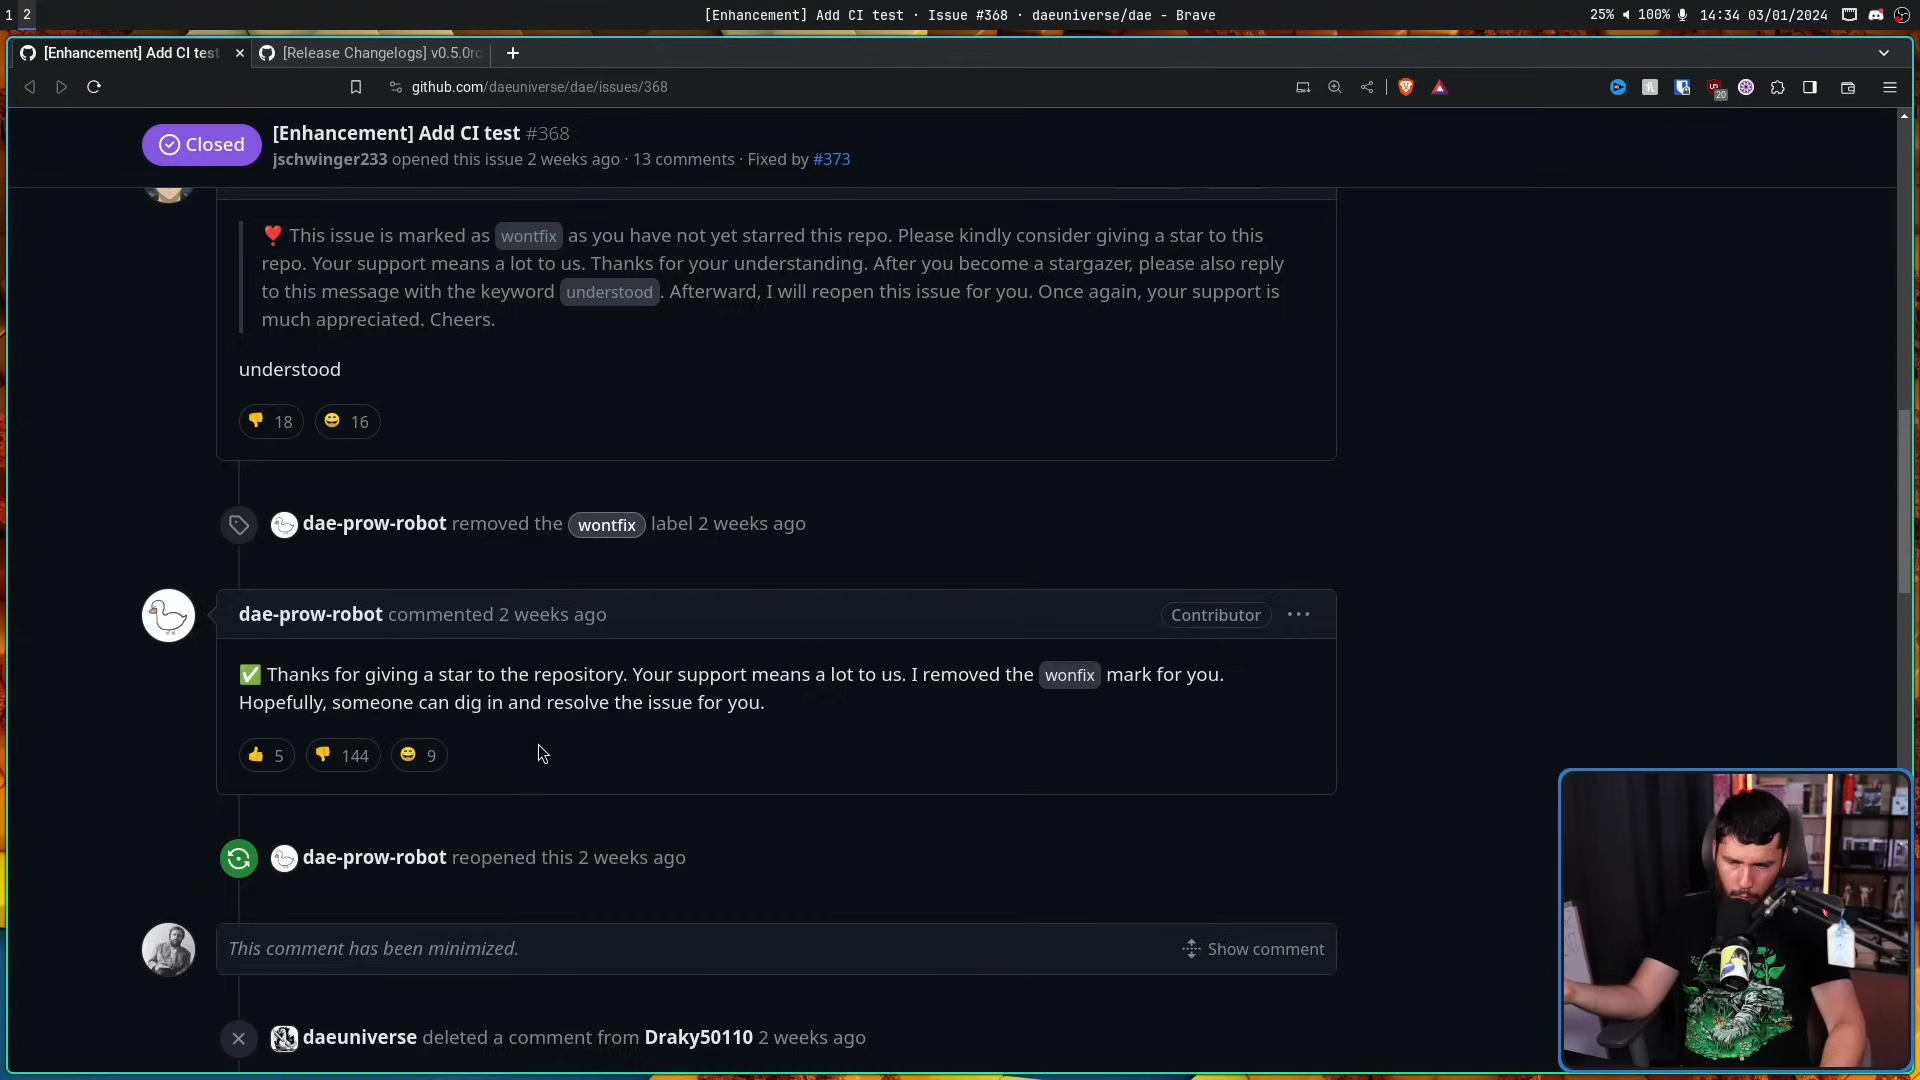 1 2
[Enhancement] Add CI test · Issue #368 · daeuniverse/dae - Brave
25% 100% 14:34 03/01/2024
[Enhancement] Add CI test
[Release Changelogs] v0.5.0rc
github.com/daeuniverse/dae/issues/368
20
Closed
[Enhancement] Add CI test #368
jschwinger233 opened this issue 2 weeks ago · 13 comments · Fixed by #373
❣️ This issue is marked as wontfix as you have not yet starred this repo. Please kindly consider giving a star to this
repo. Your support means a lot to us. Thanks for your understanding. After you become a stargazer, please also reply
to this message with the keyword understood. Afterward, I will reopen this issue for you. Once again, your support is
much appreciated. Cheers.
understood
👎 18 😄 16
dae-prow-robot removed the wontfix label 2 weeks ago
dae-prow-robot commented 2 weeks ago
Contributor
✅ Thanks for giving a star to the repository. Your support means a lot to us. I removed the wonfix mark for you.
Hopefully, someone can dig in and resolve the issue for you.
👍 5 👎 144 😄 9
dae-prow-robot reopened this 2 weeks ago
This comment has been minimized.
Show comment
daeuniverse deleted a comment from Draky50110 2 weeks ago